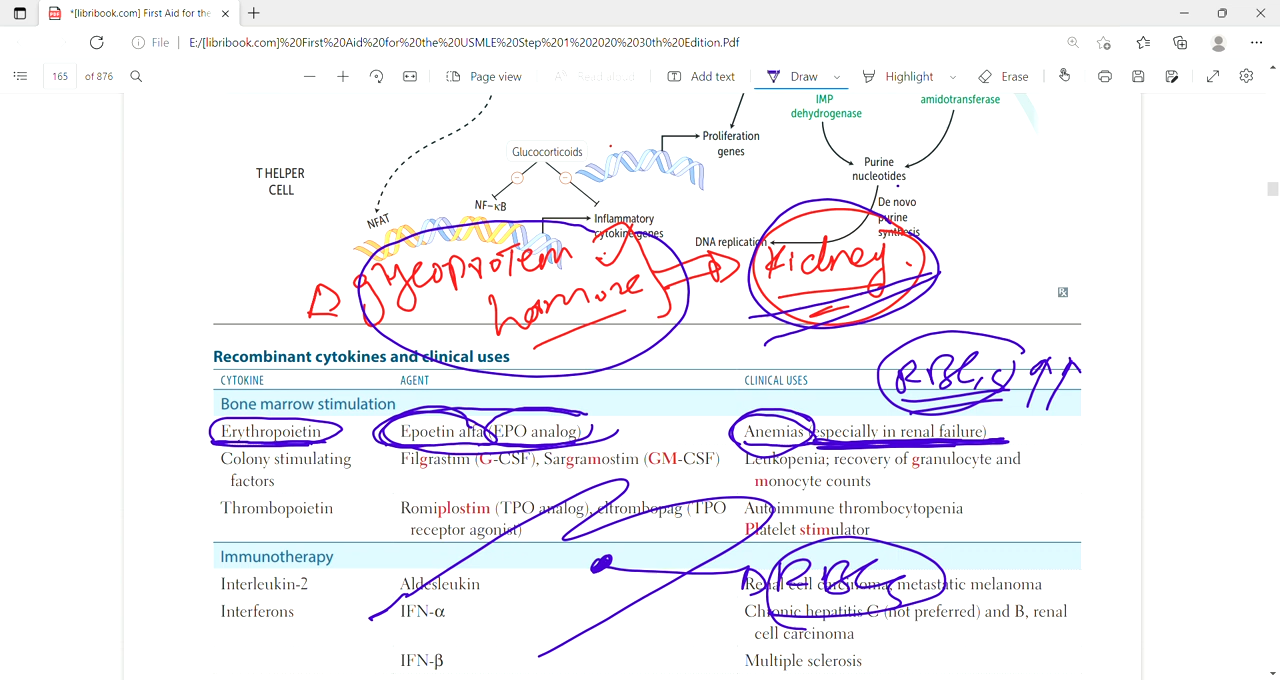 *[libribook.com] First Aid for the
File E:/[libribook.com]%20First%20Aid%20for%20the%20USMLE%20Step%201%202020%2030th%20Edition.Pdf
165 of 876 Page view Read aloud Add text Draw Highlight Erase
IMP
dehydrogenase
amidotransferase
Proliferation
genes
Glucocorticoids
T HELPER
CELL
Purine
nucleotides
NF-κB
NFAT
Inflammatory
cytokine genes
De novo
purine
synthesis
DNA replication
glycoprotein
hormone
Kidney.
Recombinant cytokines and clinical uses
RBC,s
CYTOKINE AGENT CLINICAL USES
Bone marrow stimulation
Erythropoietin Epoetin alfa (EPO analog) Anemias (especially in renal failure)
Colony stimulating Filgrastim (G-CSF), Sargramostim (GM-CSF) Leukopenia; recovery of granulocyte and
factors monocyte counts
Thrombopoietin Romiplostim (TPO analog), eltrombopag (TPO Autoimmune thrombocytopenia
receptor agonist) Platelet stimulator
Immunotherapy
RBCs
Interleukin-2 Aldesleukin Renal cell carcinoma, metastatic melanoma
Interferons IFN-α Chronic hepatitis C (not preferred) and B, renal
cell carcinoma
IFN-β Multiple sclerosis